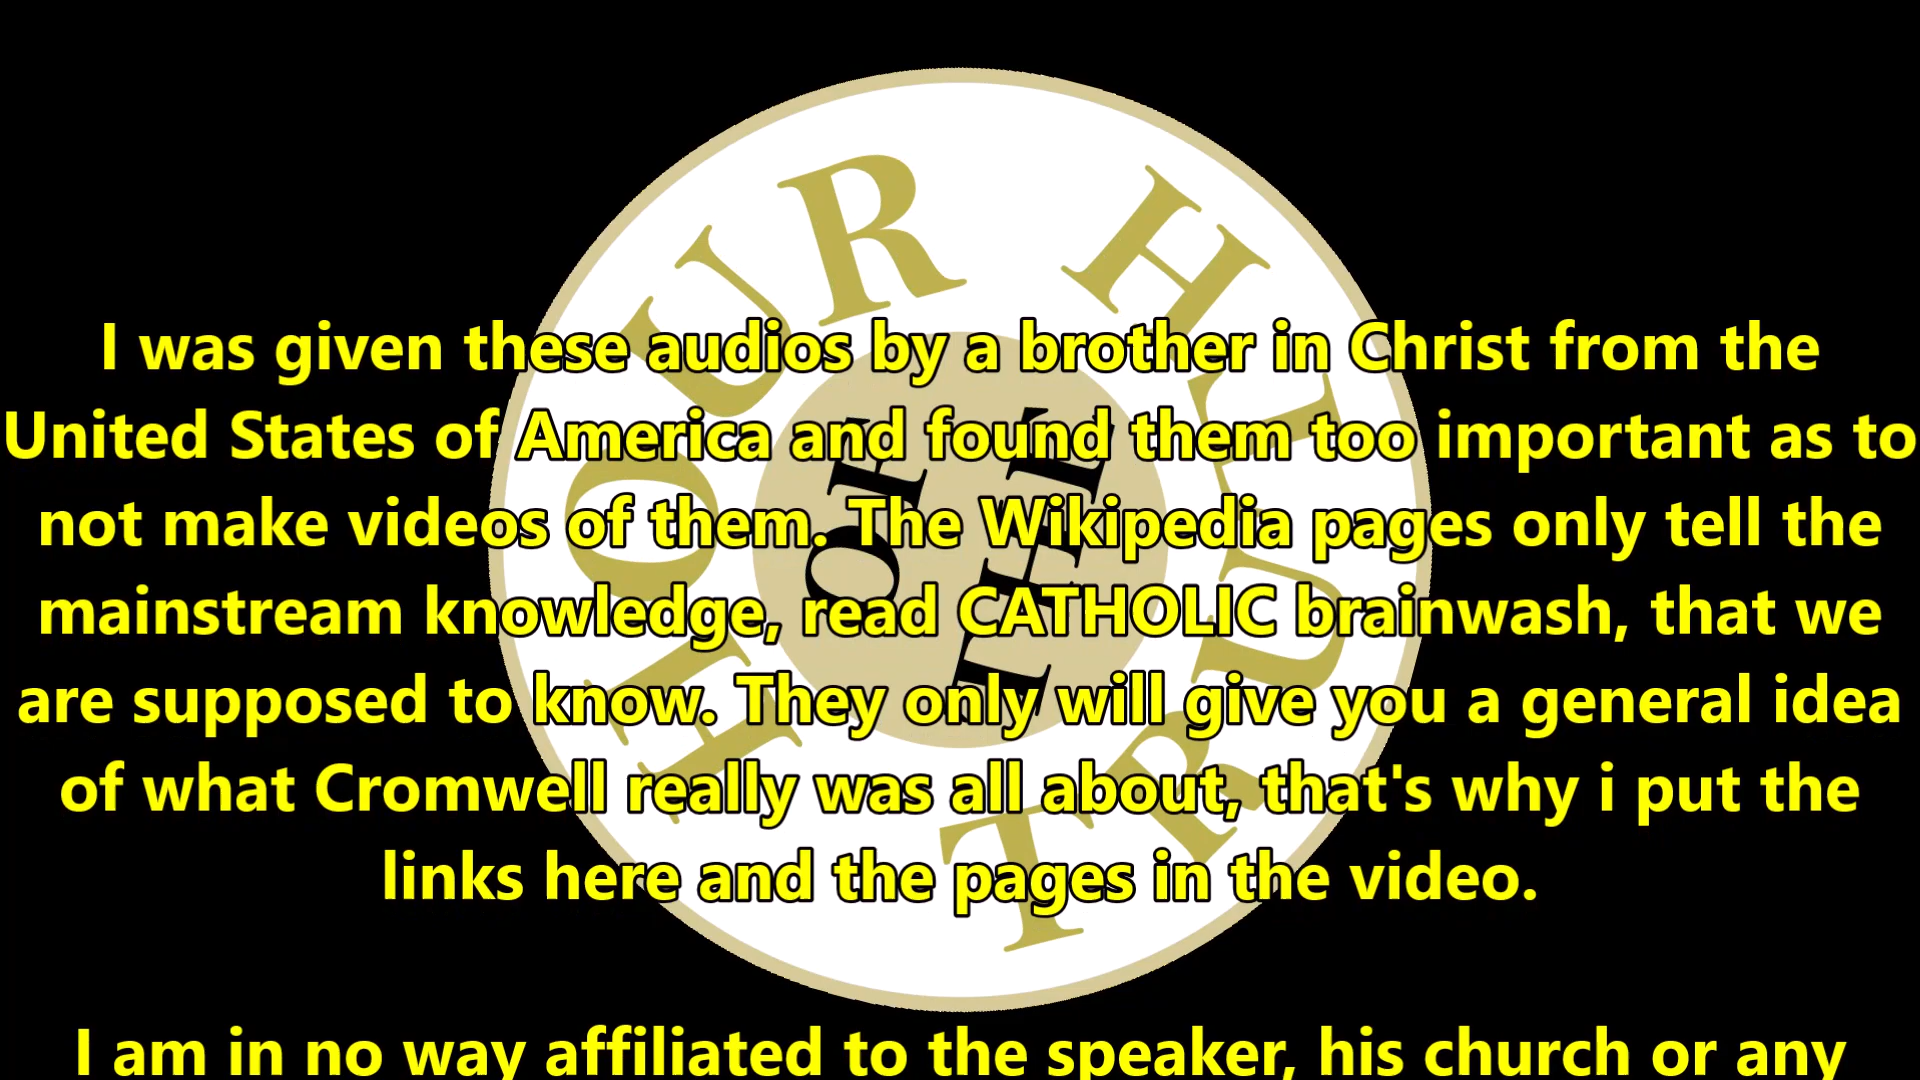 HOUR OF THE TRUTH
I was given these audios by a brother in Christ from the
United States of America and found them too important as to
not make videos of them. The Wikipedia pages only tell the
mainstream knowledge, read CATHOLIC brainwash, that we
are supposed to know. They only will give you a general idea
of what Cromwell really was all about, that's why i put the
links here and the pages in the video.
I am in no way affiliated to the speaker, his church or any